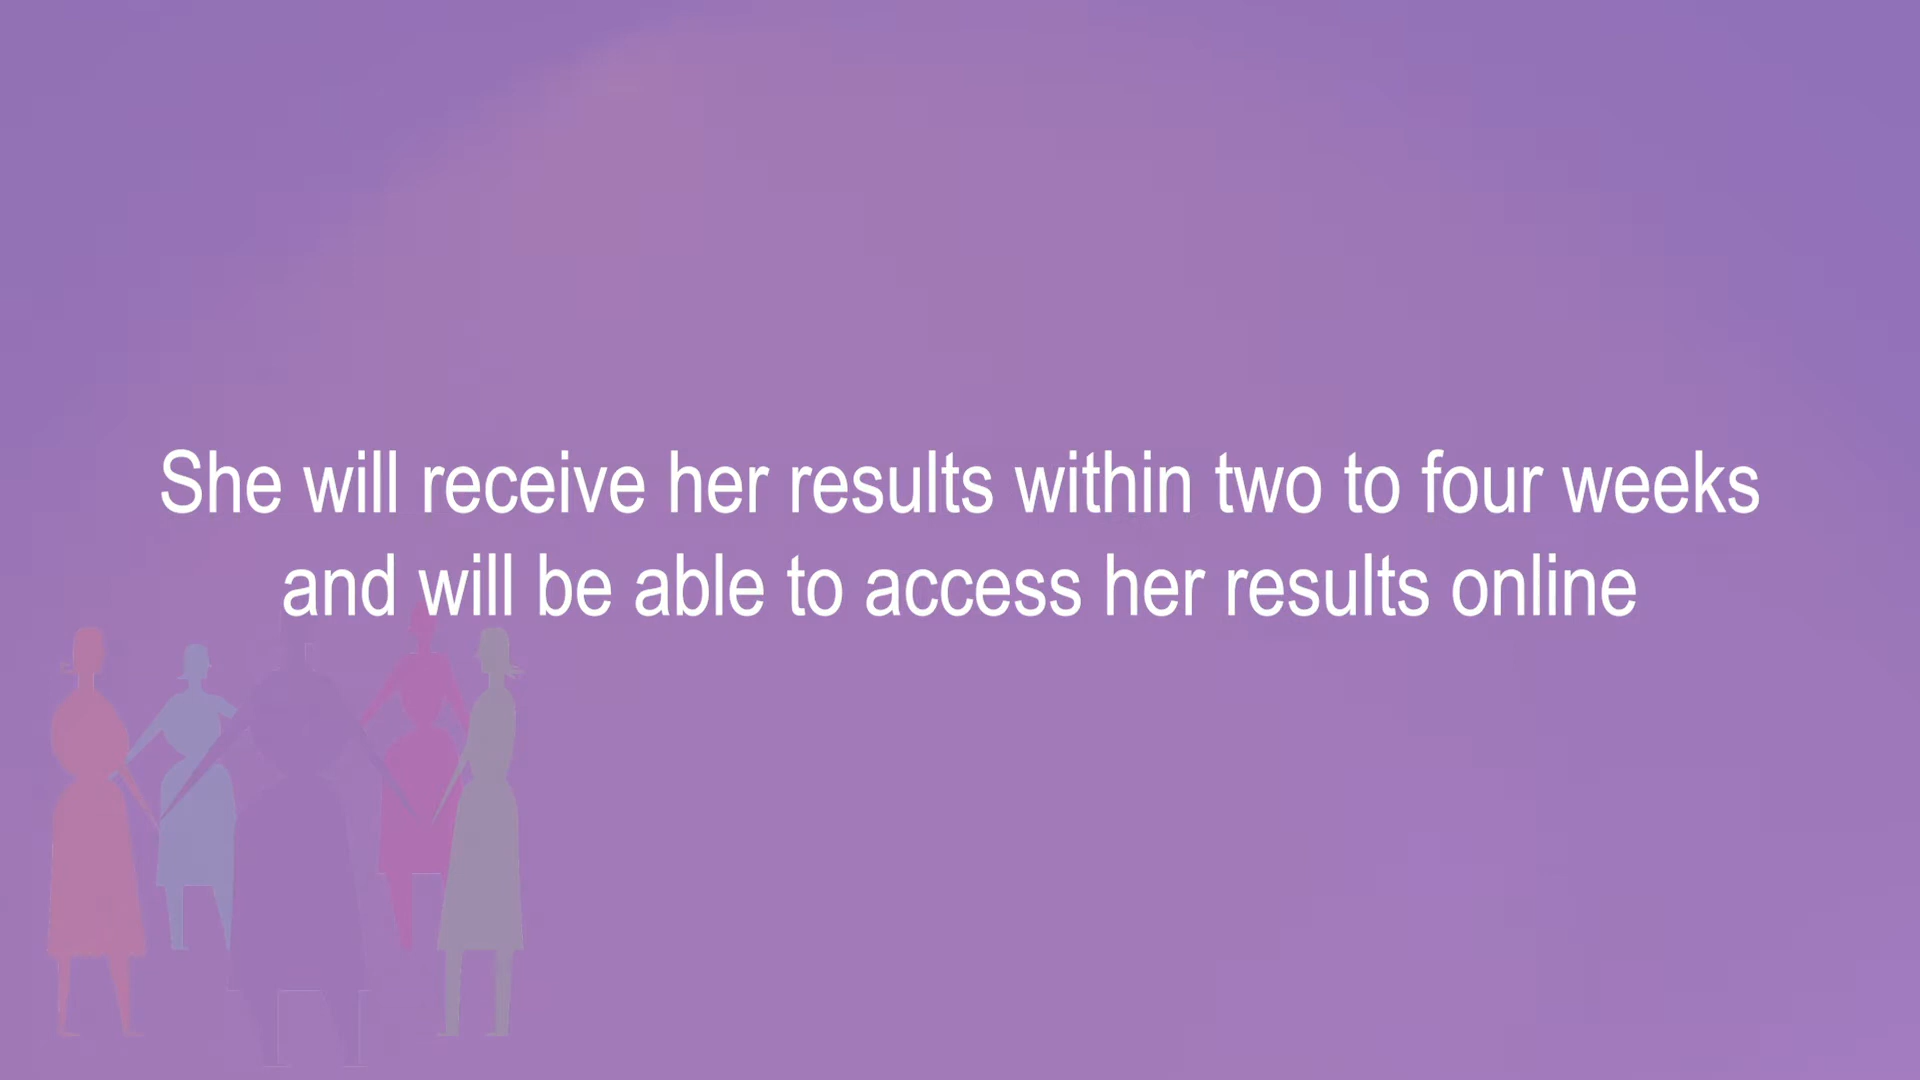 She will receive her results within two to four weeks
and will be able to access her results online